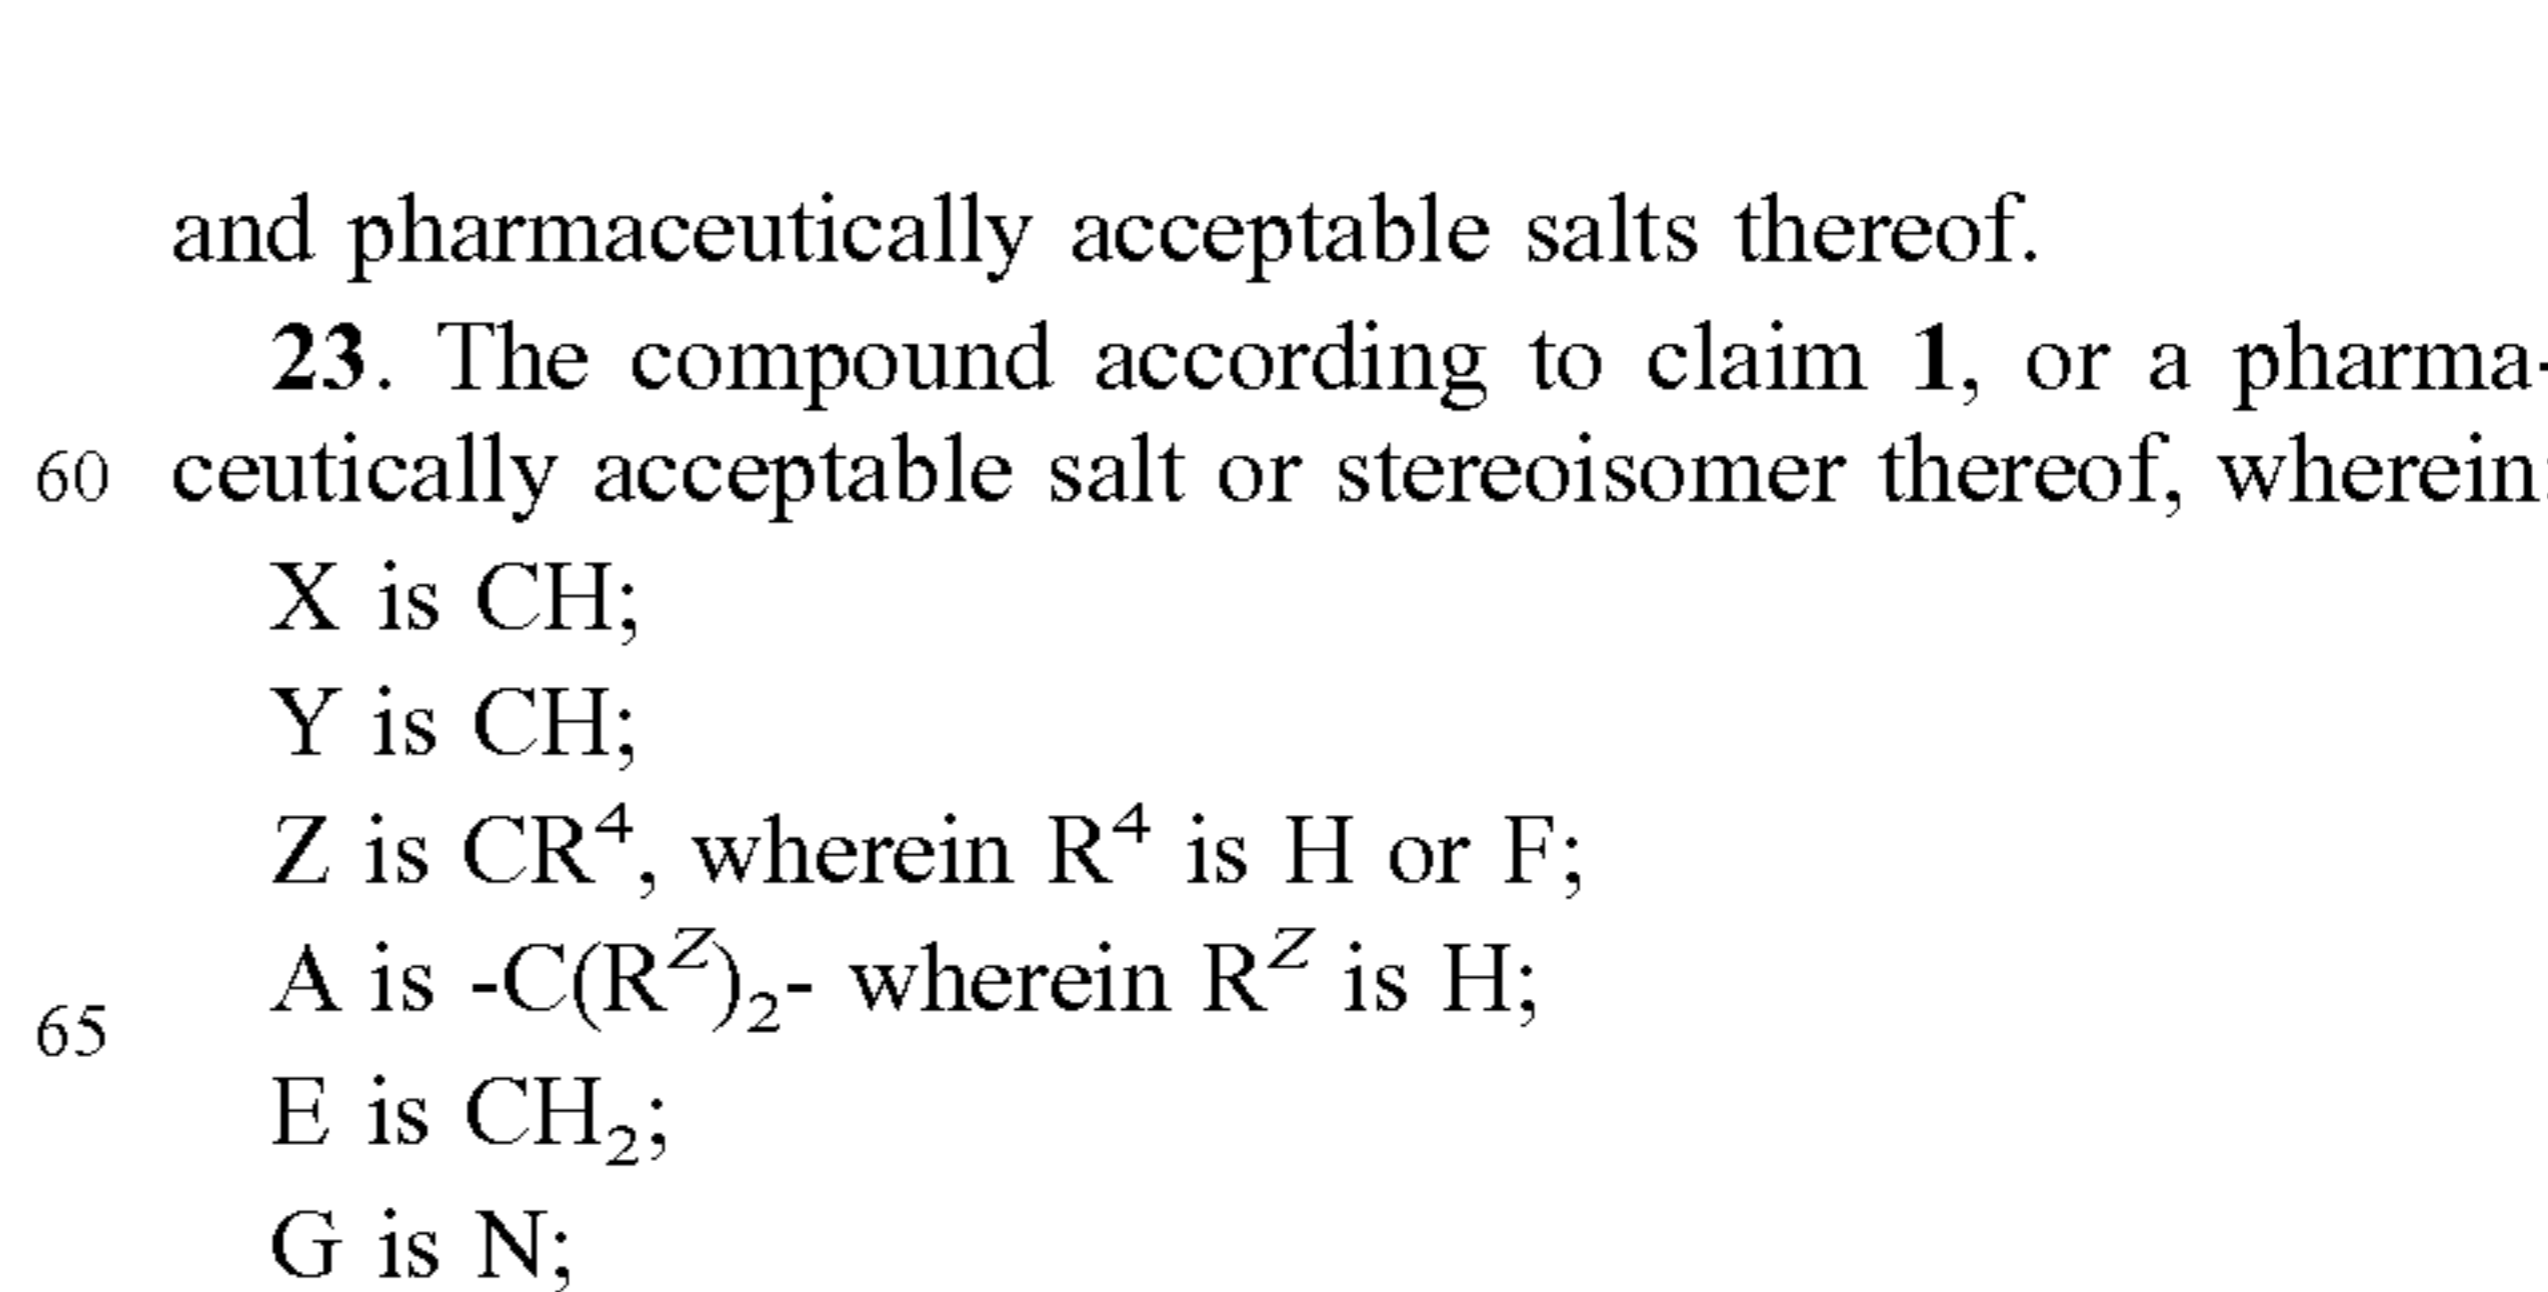 and pharmaceutically acceptable salts thereof.
23. The compound according to claim 1, or a pharma-
60 ceutically acceptable salt or stereoisomer thereof, wherein:
X is CH;
Y is CH;
Z is CR⁴, wherein R⁴ is H or F;
A is -C(R^Z)₂- wherein R^Z is H;
65
E is CH₂;
G is N;